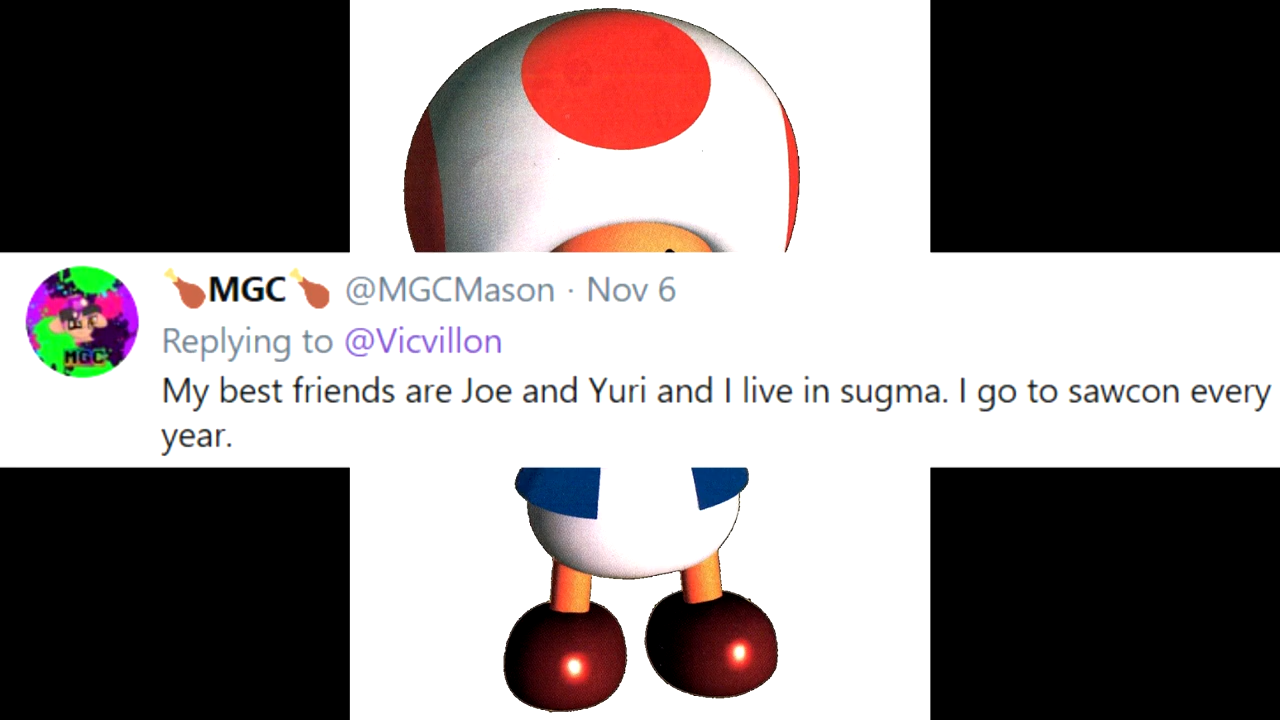 🍗MGC🍗 @MGCMason · Nov 6
Replying to @Vicvillon
My best friends are Joe and Yuri and I live in sugma. I go to sawcon every
year.
MGC